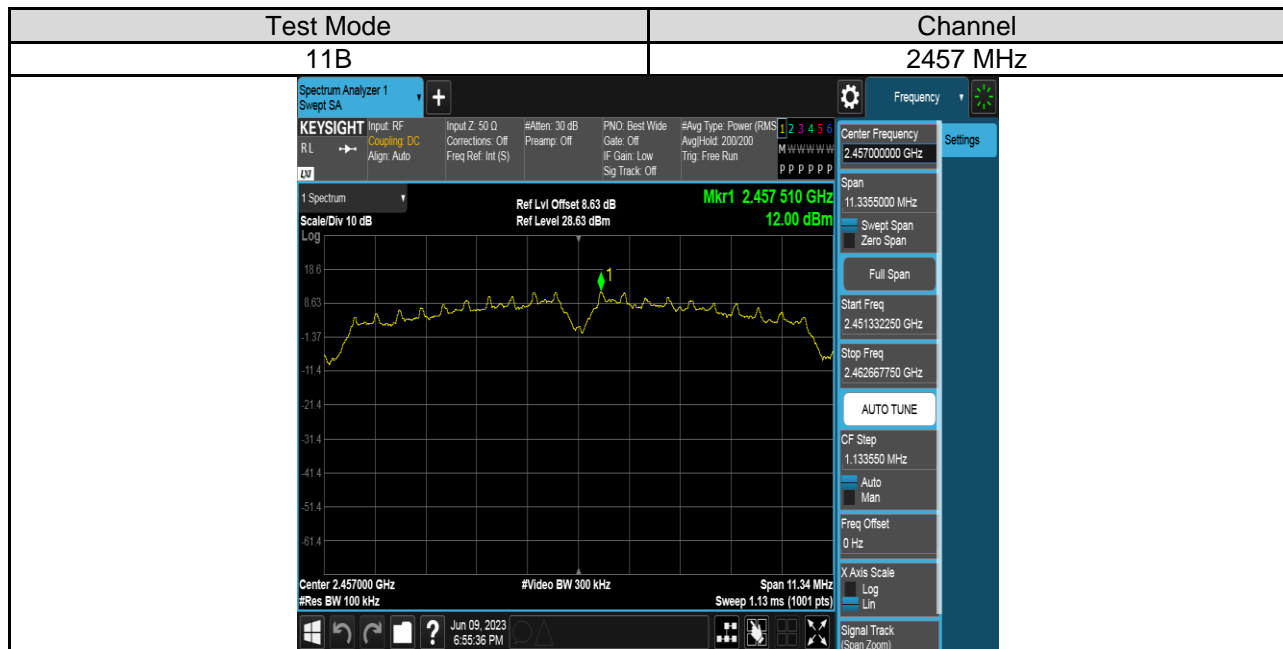 Test Mode Channel
11B 2457 MHz
Spectrum Analyzer 1
Swept SA
+
Frequency
KEYSIGHT
RL
LXI
Input: RF
Coupling: DC
Align: Auto
Input Z: 50 Ω
Corrections: Off
Freq Ref: Int (S)
#Atten: 30 dB
Preamp: Off
PNO: Best Wide
Gate: Off
IF Gain: Low
Sig Track: Off
#Avg Type: Power (RMS
Avg|Hold: 200/200
Trig: Free Run
1 2 3 4 5 6
M W W W W W
P P P P P P
1 Spectrum
Scale/Div 10 dB
Log
Ref Lvl Offset 8.63 dB
Ref Level 28.63 dBm
Mkr1 2.457 510 GHz
12.00 dBm
1
18.6
8.63
-1.37
-11.4
-21.4
-31.4
-41.4
-51.4
-61.4
Center 2.457000 GHz
#Res BW 100 kHz
#Video BW 300 kHz
Span 11.34 MHz
Sweep 1.13 ms (1001 pts)
?
Jun 09, 2023
6:55:36 PM
Center Frequency
2.457000000 GHz
Settings
Span
11.3355000 MHz
Swept Span
Zero Span
Full Span
Start Freq
2.451332250 GHz
Stop Freq
2.462667750 GHz
AUTO TUNE
CF Step
1.133550 MHz
Auto
Man
Freq Offset
0 Hz
X Axis Scale
Log
Lin
Signal Track
(Span Zoom)